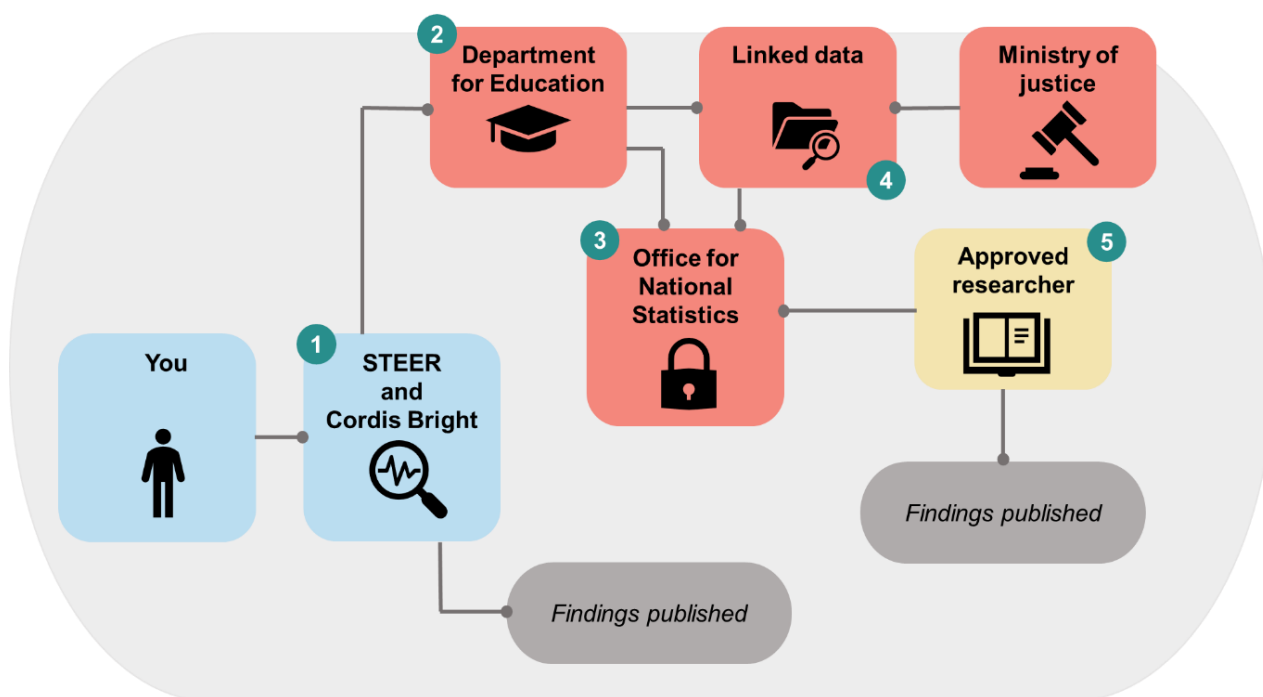 2
Department
for Education
Linked data
4
Ministry of
justice
3
Office for
National
Statistics
5
Approved
researcher
You
1
STEER
and
Cordis Bright
Findings published
Findings published